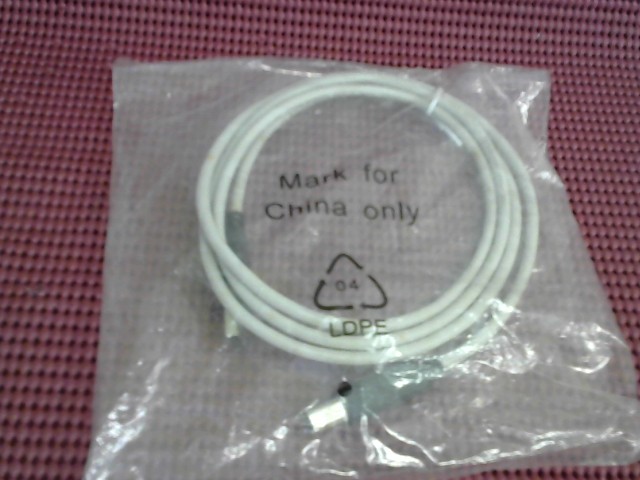 Mark for
China only
04
LDPE